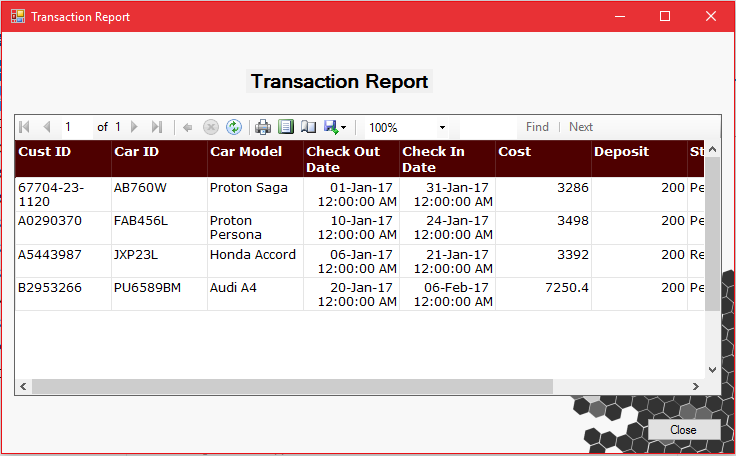 Transaction Report
Transaction Report
1 of 1 100% Find | Next
Cust ID Car ID Car Model Check Out Date Check In Date Cost Deposit St
67704-23-1120 AB760W Proton Saga 01-Jan-17 12:00:00 AM 31-Jan-17 12:00:00 AM 3286 200 Pe
A0290370 FAB456L Proton Persona 10-Jan-17 12:00:00 AM 24-Jan-17 12:00:00 AM 3498 200 Pe
A5443987 JXP23L Honda Accord 06-Jan-17 12:00:00 AM 21-Jan-17 12:00:00 AM 3392 200 Re
B2953266 PU6589BM Audi A4 20-Jan-17 12:00:00 AM 06-Feb-17 12:00:00 AM 7250.4 200 Pe
Close